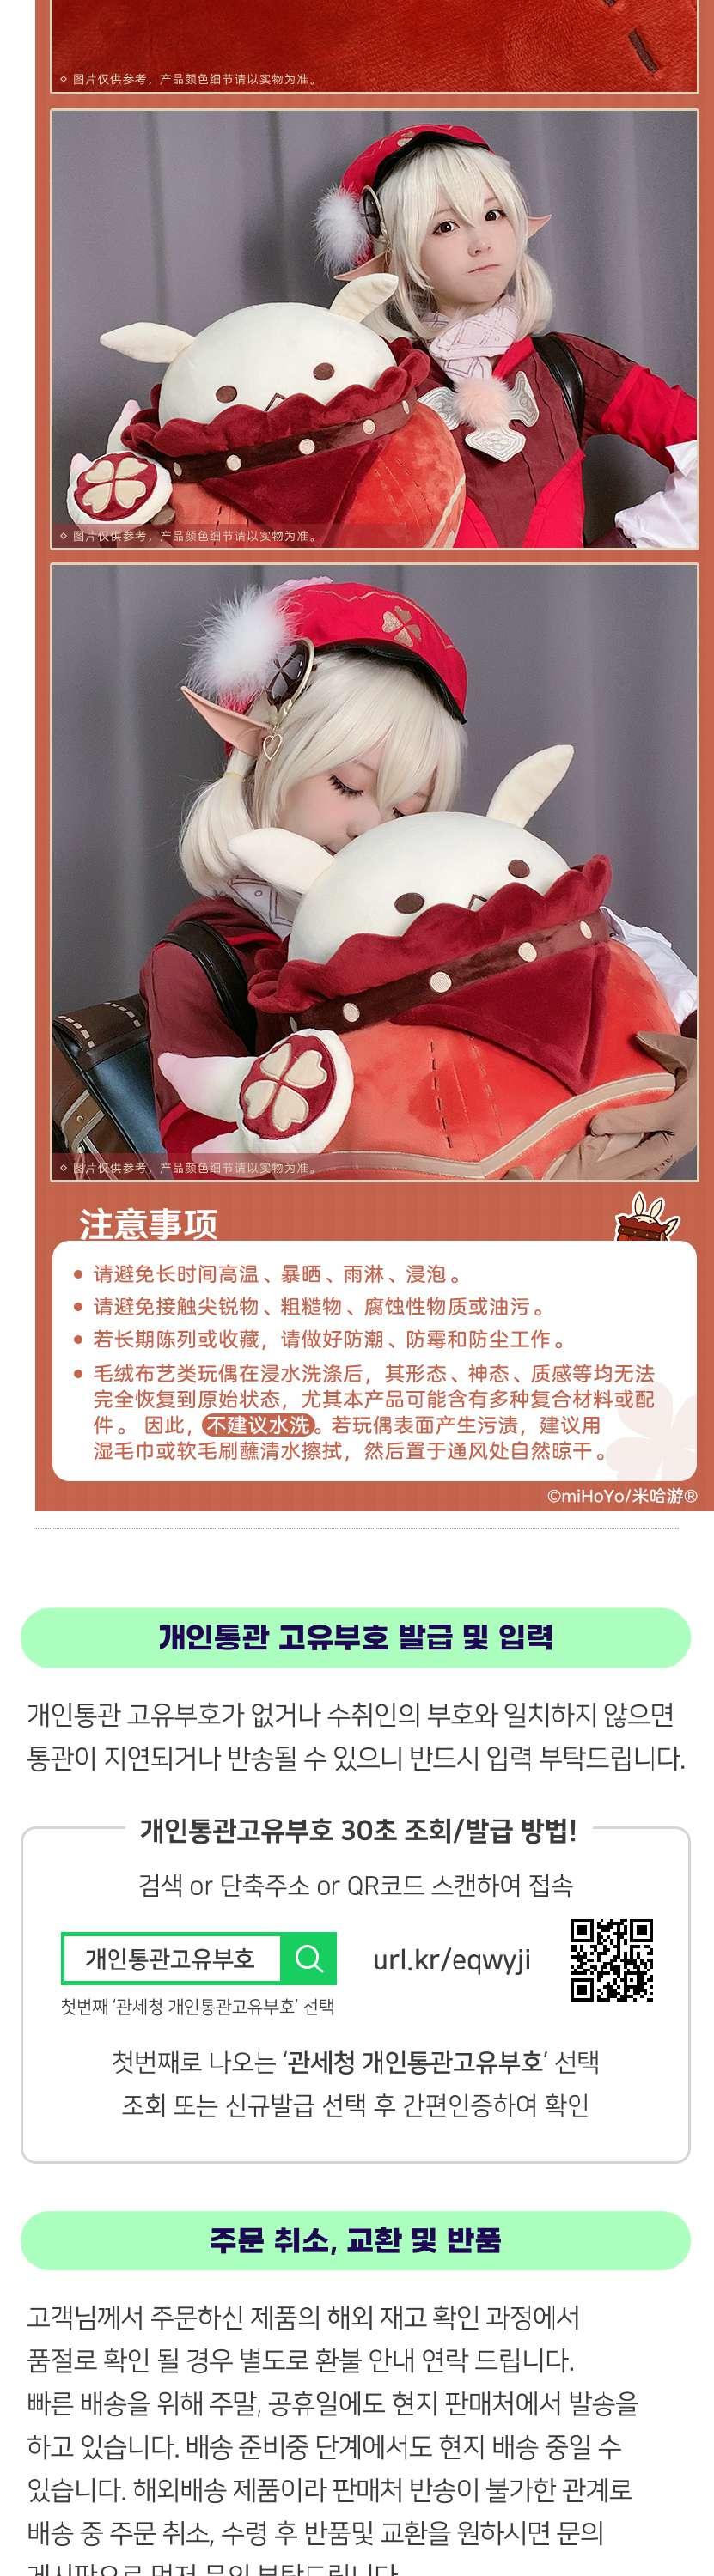 ◇ 图片仅供参考，产品颜色细节请以实物为准。
◇ 图片仅供参考，产品颜色细节请以实物为准。
◇ 图片仅供参考，产品颜色细节请以实物为准。
注意事项
● 请避免长时间高温、暴晒、雨淋、浸泡。
● 请避免接触尖锐物、粗糙物、腐蚀性物质或油污。
● 若长期陈列或收藏，请做好防潮、防霉和防尘工作。
● 毛绒布艺类玩偶在浸水洗涤后，其形态、神态、质感等均无法
完全恢复到原始状态，尤其本产品可能含有多种复合材料或配
件。 因此, 不建议水洗。若玩偶表面产生污渍，建议用
湿毛巾或软毛刷蘸清水擦拭，然后置于通风处自然晾干。
©miHoYo/米哈游®
개인통관 고유부호 발급 및 입력
개인통관 고유부호가 없거나 수취인의 부호와 일치하지 않으면
통관이 지연되거나 반송될 수 있으니 반드시 입력 부탁드립니다.
개인통관고유부호 30초 조회/발급 방법!
검색 or 단축주소 or QR코드 스캔하여 접속
개인통관고유부호
url.kr/eqwyji
첫번째 ‘관세청 개인통관고유부호’ 선택
첫번째로 나오는 ‘관세청 개인통관고유부호’ 선택
조회 또는 신규발급 선택 후 간편인증하여 확인
주문 취소, 교환 및 반품
고객님께서 주문하신 제품의 해외 재고 확인 과정에서
품절로 확인 될 경우 별도로 환불 안내 연락 드립니다.
빠른 배송을 위해 주말, 공휴일에도 현지 판매처에서 발송을
하고 있습니다. 배송 준비중 단계에서도 현지 배송 중일 수
있습니다. 해외배송 제품이라 판매처 반송이 불가한 관계로
배송 중 주문 취소, 수령 후 반품및 교환을 원하시면 문의
게시판으로 먼저 문의 부탁드립니다.